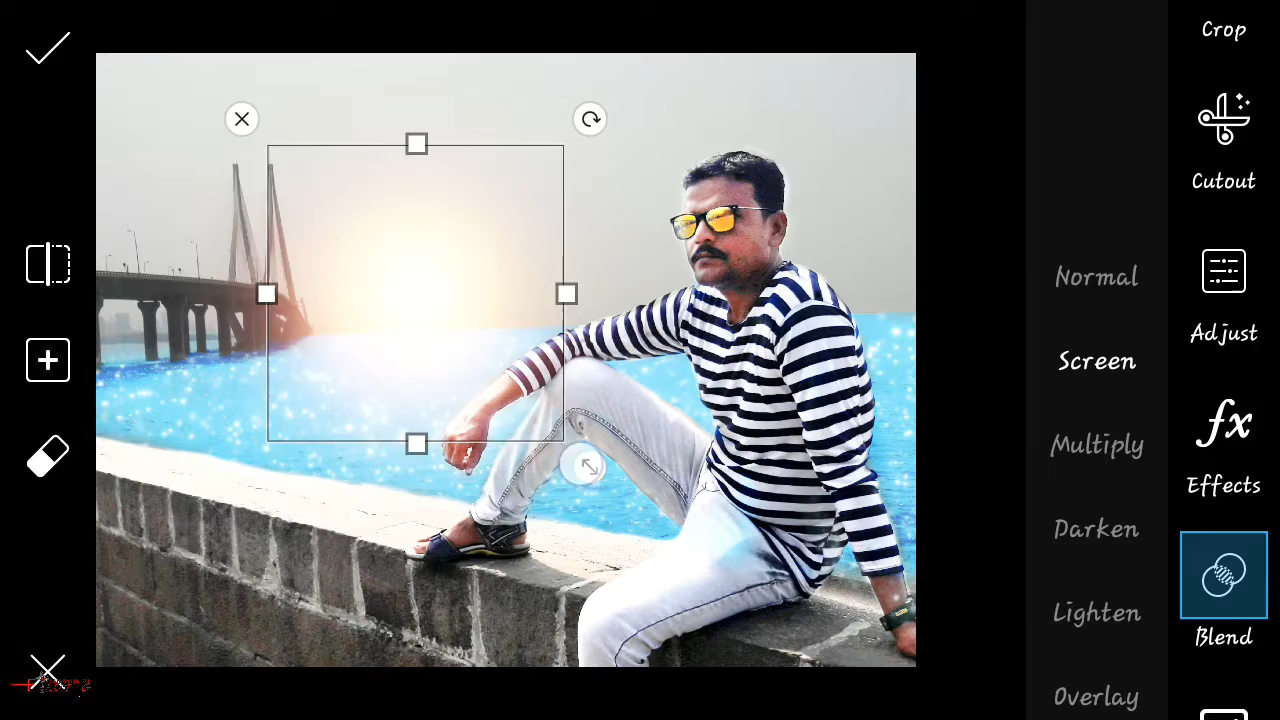 Crop
Cutout
Adjust
Effects
Blend
Normal
Screen
Multiply
Darken
Lighten
Overlay